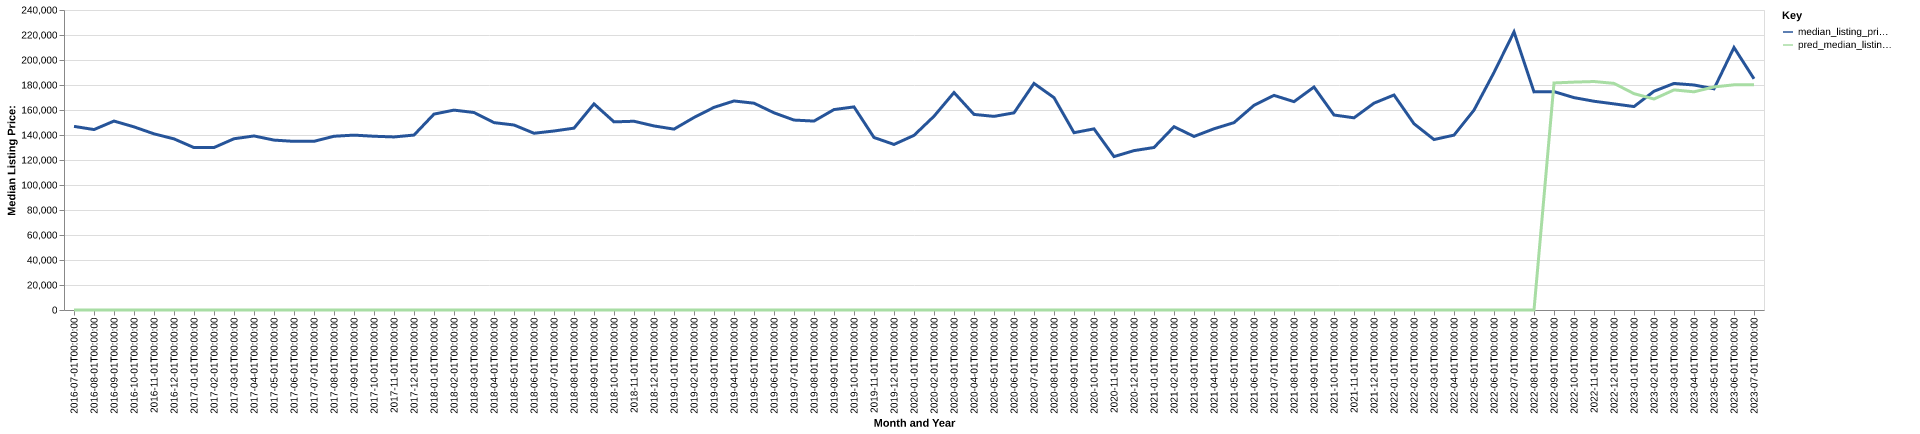 240,000
220,000
200,000
180,000
160,000
140,000
120,000
100,000
80,000
60,000
40,000
20,000
0
Median Listing Price:
2016-07-01T00:00:00
2016-08-01T00:00:00
2016-09-01T00:00:00
2016-10-01T00:00:00
2016-11-01T00:00:00
2016-12-01T00:00:00
2017-01-01T00:00:00
2017-02-01T00:00:00
2017-03-01T00:00:00
2017-04-01T00:00:00
2017-05-01T00:00:00
2017-06-01T00:00:00
2017-07-01T00:00:00
2017-08-01T00:00:00
2017-09-01T00:00:00
2017-10-01T00:00:00
2017-11-01T00:00:00
2017-12-01T00:00:00
2018-01-01T00:00:00
2018-02-01T00:00:00
2018-03-01T00:00:00
2018-04-01T00:00:00
2018-05-01T00:00:00
2018-06-01T00:00:00
2018-07-01T00:00:00
2018-08-01T00:00:00
2018-09-01T00:00:00
2018-10-01T00:00:00
2018-11-01T00:00:00
2018-12-01T00:00:00
2019-01-01T00:00:00
2019-02-01T00:00:00
2019-03-01T00:00:00
2019-04-01T00:00:00
2019-05-01T00:00:00
2019-06-01T00:00:00
2019-07-01T00:00:00
2019-08-01T00:00:00
2019-09-01T00:00:00
2019-10-01T00:00:00
2019-11-01T00:00:00
2019-12-01T00:00:00
2020-01-01T00:00:00
2020-02-01T00:00:00
2020-03-01T00:00:00
2020-04-01T00:00:00
2020-05-01T00:00:00
2020-06-01T00:00:00
2020-07-01T00:00:00
2020-08-01T00:00:00
2020-09-01T00:00:00
2020-10-01T00:00:00
2020-11-01T00:00:00
2020-12-01T00:00:00
2021-01-01T00:00:00
2021-02-01T00:00:00
2021-03-01T00:00:00
2021-04-01T00:00:00
2021-05-01T00:00:00
2021-06-01T00:00:00
2021-07-01T00:00:00
2021-08-01T00:00:00
2021-09-01T00:00:00
2021-10-01T00:00:00
2021-11-01T00:00:00
2021-12-01T00:00:00
2022-01-01T00:00:00
2022-02-01T00:00:00
2022-03-01T00:00:00
2022-04-01T00:00:00
2022-05-01T00:00:00
2022-06-01T00:00:00
2022-07-01T00:00:00
2022-08-01T00:00:00
2022-09-01T00:00:00
2022-10-01T00:00:00
2022-11-01T00:00:00
2022-12-01T00:00:00
2023-01-01T00:00:00
2023-02-01T00:00:00
2023-03-01T00:00:00
2023-04-01T00:00:00
2023-05-01T00:00:00
2023-06-01T00:00:00
2023-07-01T00:00:00
Month and Year
Key
median_listing_pri…
pred_median_listin…